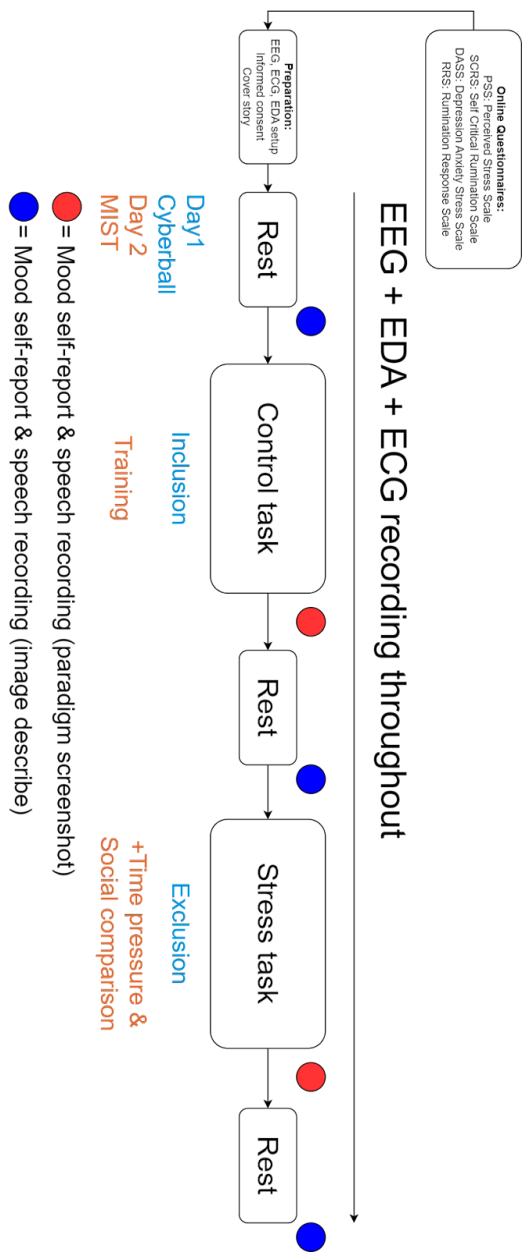 Online Questionnaires:
PSS: Perceived Stress Scale
SCRS: Self Critical Rumination Scale
DASS: Depression Anxiety Stress Scale
RRS: Rumination Response Scale
EEG + EDA + ECG recording throughout
Preparation:
EEG, ECG, EDA setup
Informed consent
Cover story
Rest
Control task
Rest
Stress task
Rest
Day1
Cyberball
Inclusion
Exclusion
Day 2
MIST
Training
+Time pressure &
Social comparison
= Mood self-report & speech recording (paradigm screenshot)
= Mood self-report & speech recording (image describe)